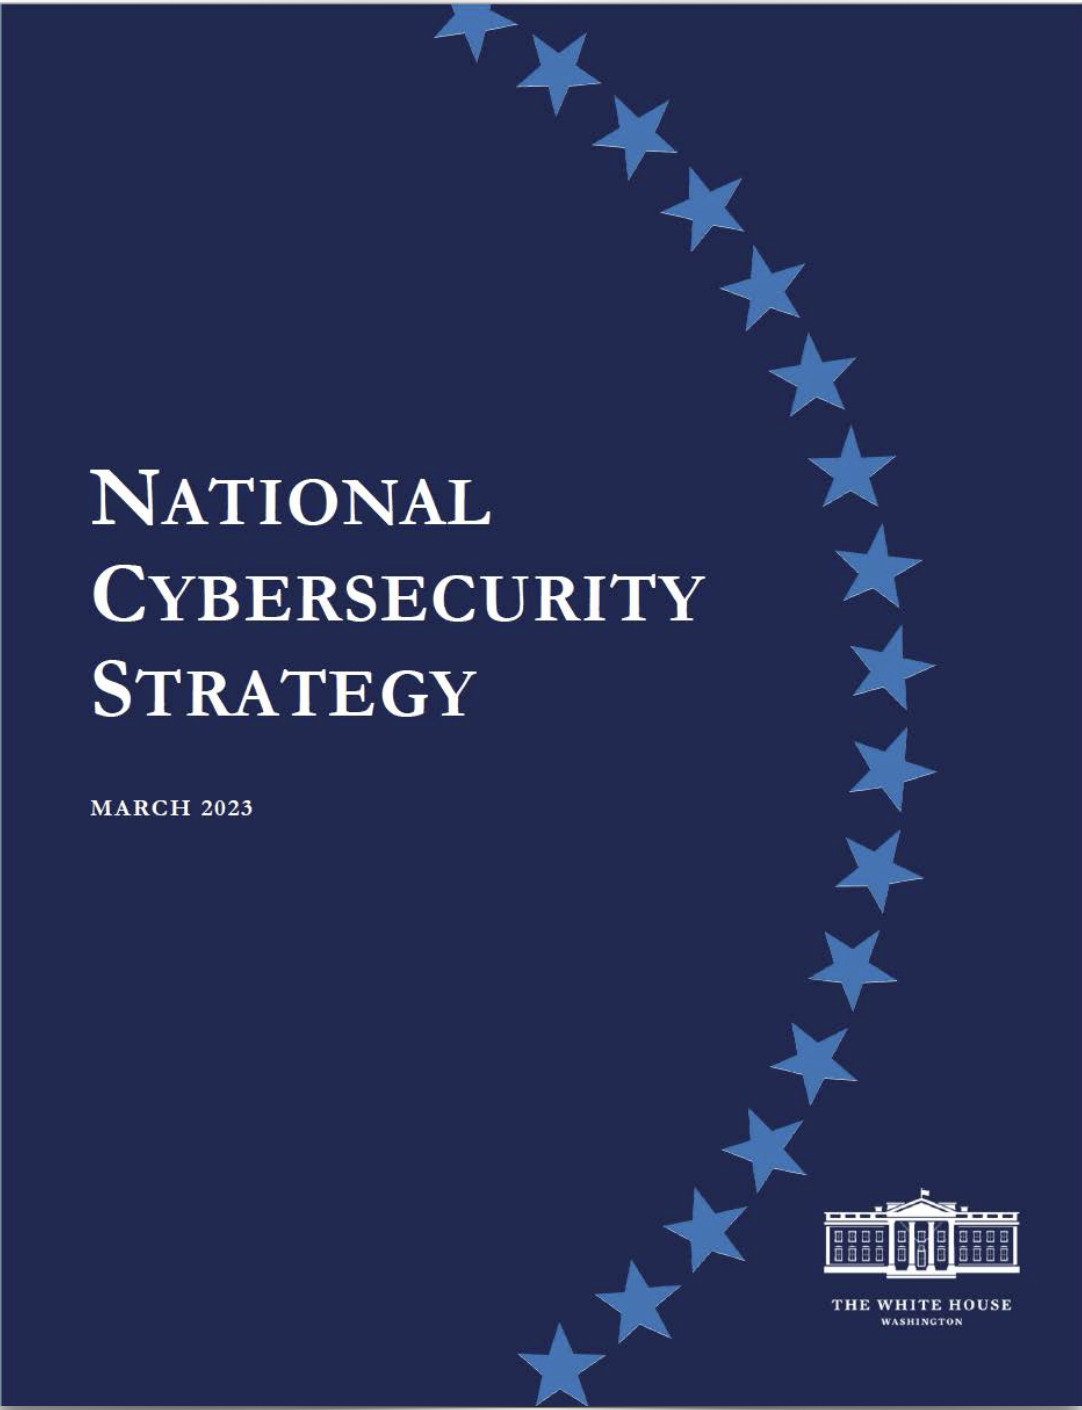 NATIONAL
CYBERSECURITY
STRATEGY
MARCH 2023
THE WHITE HOUSE
WASHINGTON